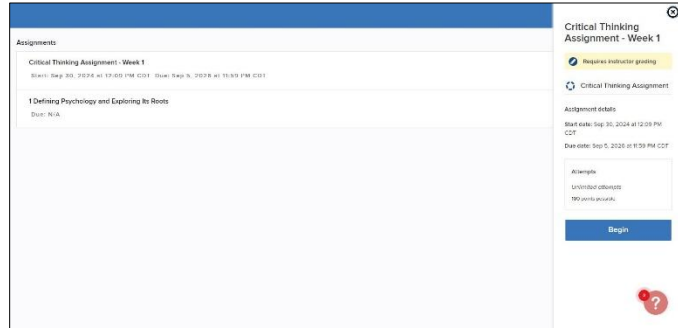 Assignments
Critical Thinking Assignment - Week 1
Start: Sep 30, 2024 at 12:00 PM CDT Due: Sep 5, 2026 at 11:59 PM CDT
1 Defining Psychology and Exploring Its Roots
Due: N/A
Critical Thinking
Assignment - Week 1
Requires instructor grading
Critical Thinking Assignment
Assignment details
Start date: Sep 30, 2024 at 12:09 PM
CDT
Due date: Sep 5, 2026 at 11:59 PM CDT
Attempts
Unlimited attempts
100 points possible
Begin
?